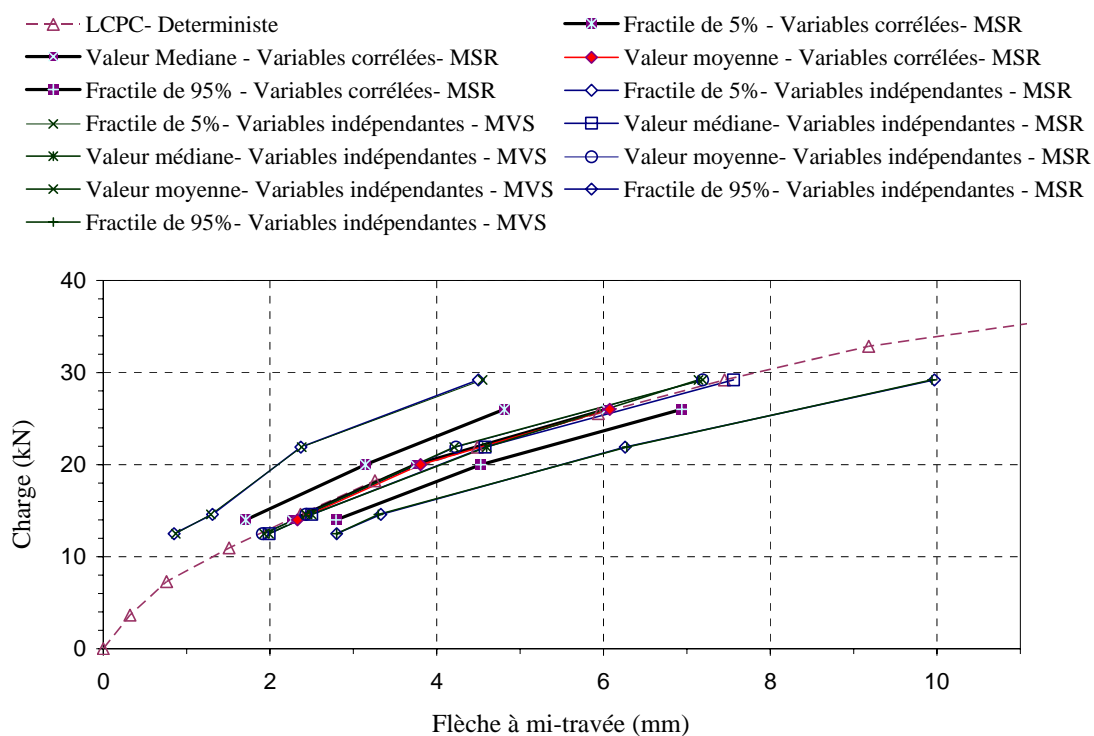 LCPC- Deterministe
Fractile de 5% - Variables corrélées- MSR
Valeur Mediane - Variables corrélées- MSR
Valeur moyenne - Variables corrélées- MSR
Fractile de 95% - Variables corrélées- MSR
Fractile de 5%- Variables indépendantes - MSR
Fractile de 5%- Variables indépendantes - MVS
Valeur médiane- Variables indépendantes - MSR
Valeur médiane- Variables indépendantes - MVS
Valeur moyenne- Variables indépendantes - MSR
Valeur moyenne- Variables indépendantes - MVS
Fractile de 95%- Variables indépendantes - MSR
Fractile de 95%- Variables indépendantes - MVS
40
30
20
10
0
Charge (kN)
0 2 4 6 8 10
Flèche à mi-travée (mm)